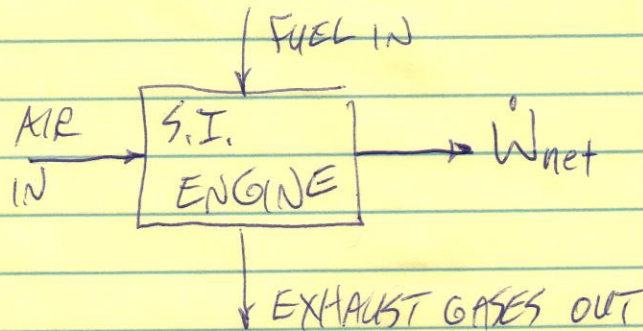 FUEL IN
AIR
IN
S.I.
ENGINE
Ẇnet
EXHAUST GASES OUT